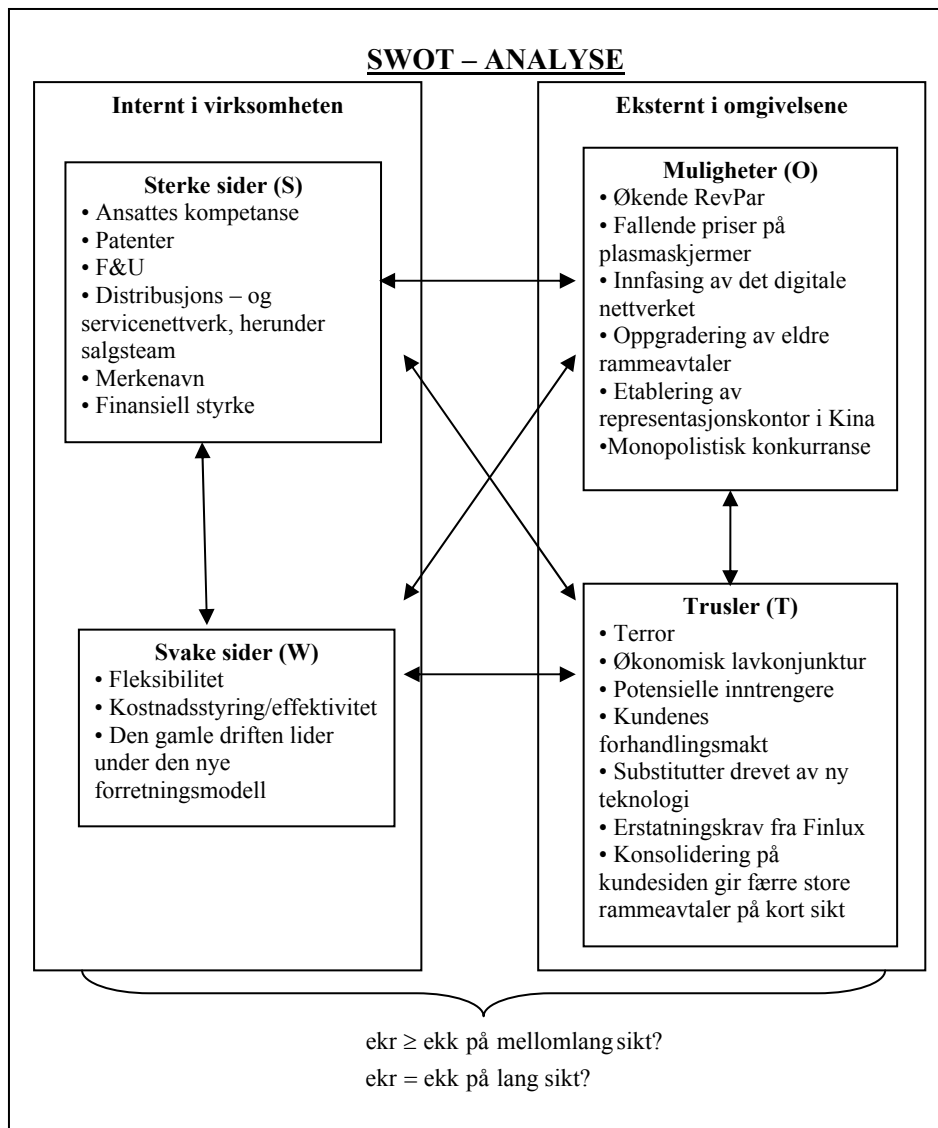 SWOT – ANALYSE
Internt i virksomheten
Sterke sider (S)
• Ansattes kompetanse
• Patenter
• F&U
• Distribusjons – og
servicenettverk, herunder
salgsteam
• Merkenavn
• Finansiell styrke
Svake sider (W)
• Fleksibilitet
• Kostnadsstyring/effektivitet
• Den gamle driften lider
under den nye
forretningsmodell
Eksternt i omgivelsene
Muligheter (O)
• Økende RevPar
• Fallende priser på
plasmaskjermer
• Innfasing av det digitale
nettverket
• Oppgradering av eldre
rammeavtaler
• Etablering av
representasjonskontor i Kina
•Monopolistisk konkurranse
Trusler (T)
• Terror
• Økonomisk lavkonjunktur
• Potensielle inntrengere
• Kundenes
forhandlingsmakt
• Substitutter drevet av ny
teknologi
• Erstatningskrav fra Finlux
• Konsolidering på
kundesiden gir færre store
rammeavtaler på kort sikt
ekr ≥ ekk på mellomlang sikt?
ekr = ekk på lang sikt?